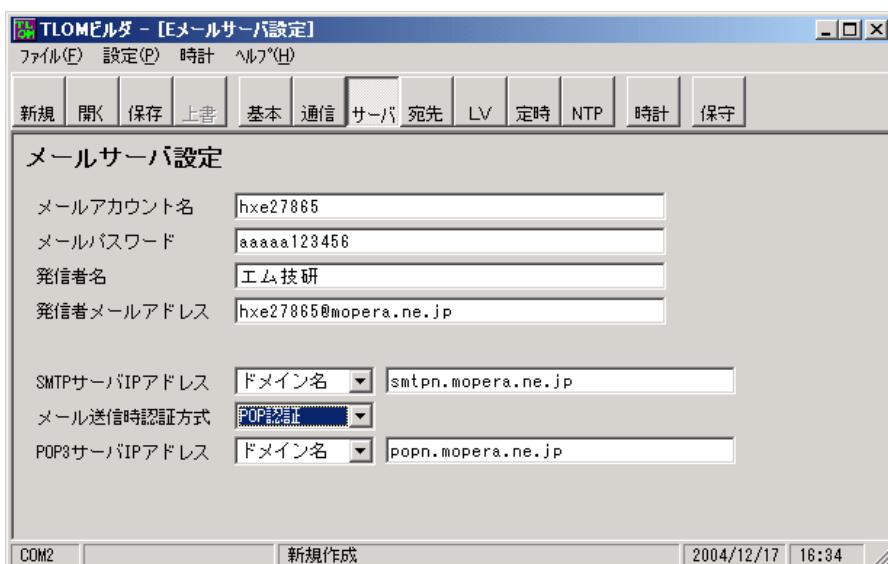 TLOMビルダ - [Eメールサーバ設定]
ファイル(F) 設定(P) 時計 ヘルプ(H)
新規 開く 保存 上書 基本 通信 サーバ 宛先 LV 定時 NTP 時計 保守
メールサーバ設定
メールアカウント名 hxe27865
メールパスワード aaaaa123456
発信者名 エム技研
発信者メールアドレス hxe27865@mopera.ne.jp
SMTPサーバIPアドレス ドメイン名 smtpn.mopera.ne.jp
メール送信時認証方式 POP認証
POP3サーバIPアドレス ドメイン名 popn.mopera.ne.jp
COM2 新規作成 2004/12/17 16:34